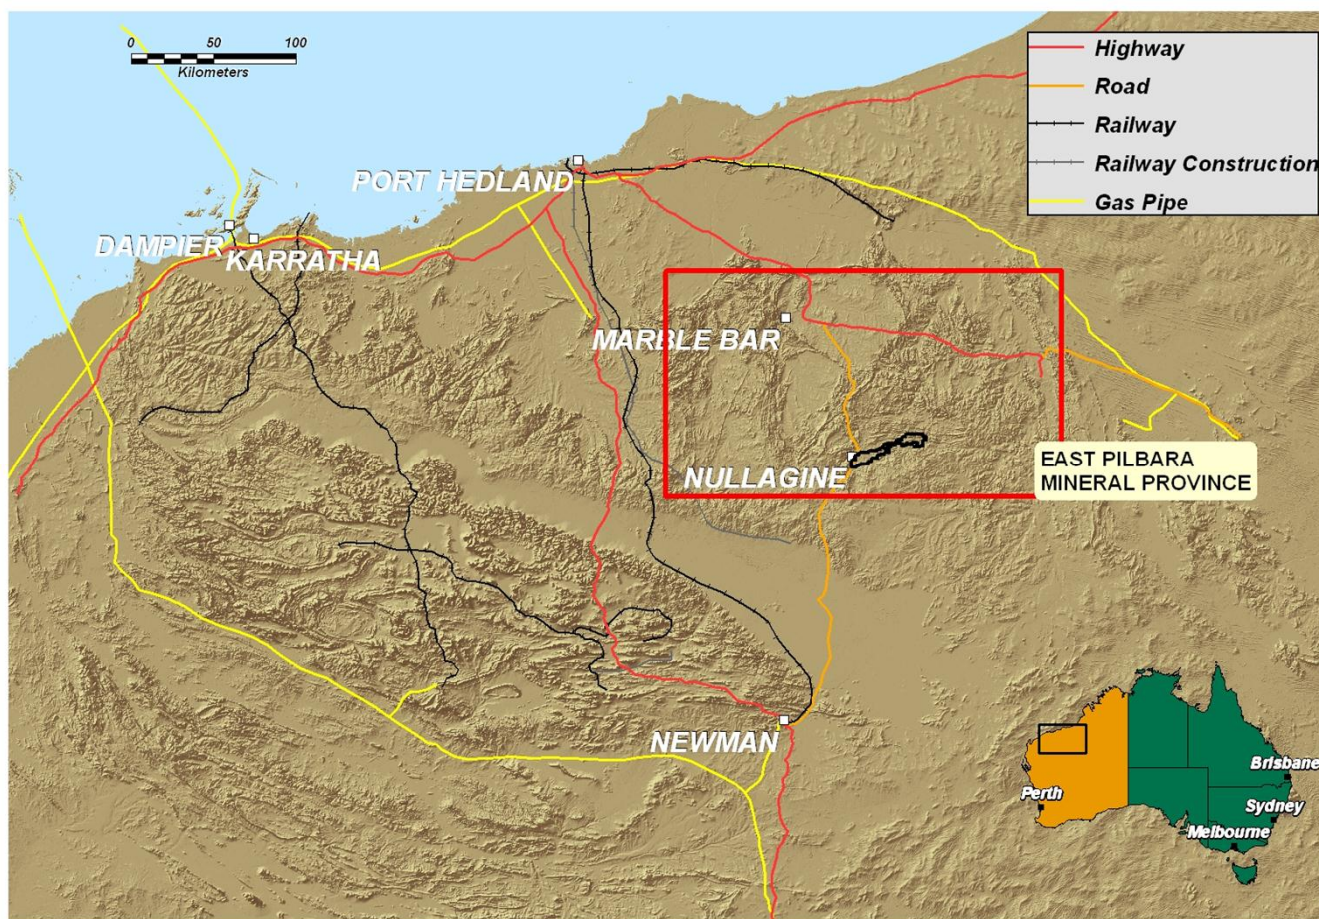 0 50 100
Kilometers
Highway
Road
Railway
Railway Construction
Gas Pipe
PORT HEDLAND
DAMPIER
KARRATHA
MARBLE BAR
NULLAGINE
EAST PILBARA
MINERAL PROVINCE
NEWMAN
Brisbane
Perth
Sydney
Melbourne